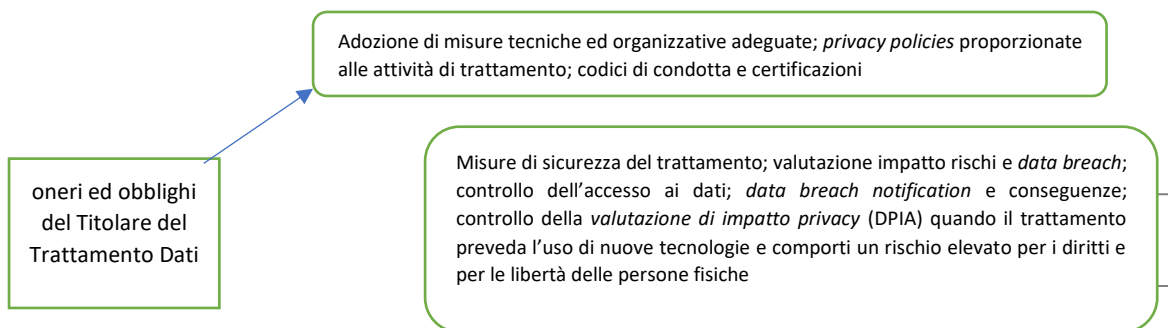 Adozione di misure tecniche ed organizzative adeguate; privacy policies proporzionate
alle attività di trattamento; codici di condotta e certificazioni
oneri ed obblighi
del Titolare del
Trattamento Dati
Misure di sicurezza del trattamento; valutazione impatto rischi e data breach;
controllo dell’accesso ai dati; data breach notification e conseguenze;
controllo della valutazione di impatto privacy (DPIA) quando il trattamento
preveda l’uso di nuove tecnologie e comporti un rischio elevato per i diritti e
per le libertà delle persone fisiche